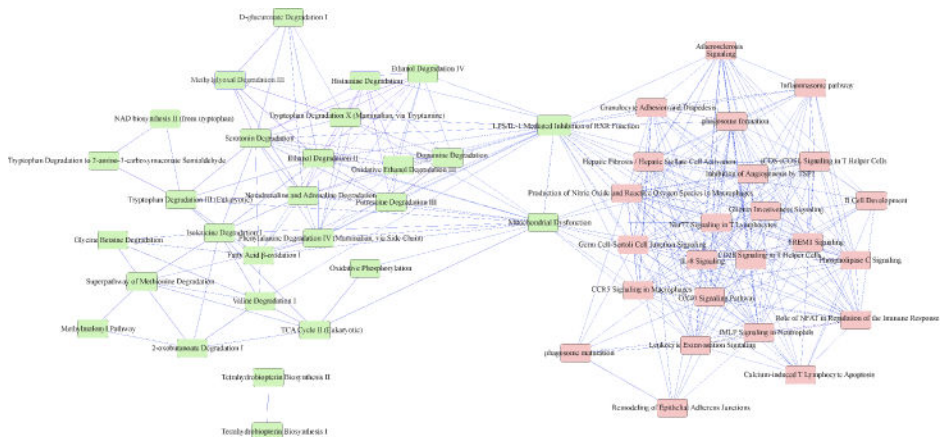 D-glucuronate Degradation I
Atherosclerosis
Signaling
Ethanol Degradation IV
Methylglyoxal Degradation III
Histamine Degradation
Inflammasome pathway
Granulocyte Adhesion and Diapedesis
Tryptophan Degradation X (Mammalian, via Tryptamine)
NAD biosynthesis II (from tryptophan)
LPS/IL-1 Mediated Inhibition of RXR Function
phagosome formation
Serotonin Degradation
Tryptophan Degradation to 2-amino-3-carboxymuconate Semialdehyde
Ethanol Degradation II
Dopamine Degradation
Oxidative Ethanol Degradation III
Hepatic Fibrosis / Hepatic Stellate Cell Activation
iCOS-iCOSL Signaling in T Helper Cells
Inhibition of Angiogenesis by TSP1
Tryptophan Degradation III (Eukaryotic)
Noradrenaline and Adrenaline Degradation
Putrescine Degradation III
Production of Nitric Oxide and Reactive Oxygen Species in Macrophages
Glioma Invasiveness Signaling
B Cell Development
Mitochondrial Dysfunction
Signaling in T Lymphocytes
Isoleucine Degradation I
Glycine Betaine Degradation
Phenylalanine Degradation IV (Mammalian, via Side Chain)
Germ Cell-Sertoli Cell Junction Signaling
TREM1 Signaling
Fatty Acid β-oxidation I
IL-8 Signaling
CD28 Signaling in T Helper Cells
Phospholipase C Signaling
Oxidative Phosphorylation
Superpathway of Methionine Degradation
CCR5 Signaling in Macrophages
Valine Degradation I
Signaling Pathway
Role of NFAT in Regulation of the Immune Response
Methylmalonyl Pathway
TCA Cycle II (Eukaryotic)
fMLP Signaling in Neutrophils
2-oxobutanoate Degradation I
phagosome maturation
Leukocyte Extravasation Signaling
Tetrahydrobiopterin Biosynthesis II
Calcium-induced T Lymphocyte Apoptosis
Remodeling of Epithelial Adherens Junctions
Tetrahydrobiopterin Biosynthesis I